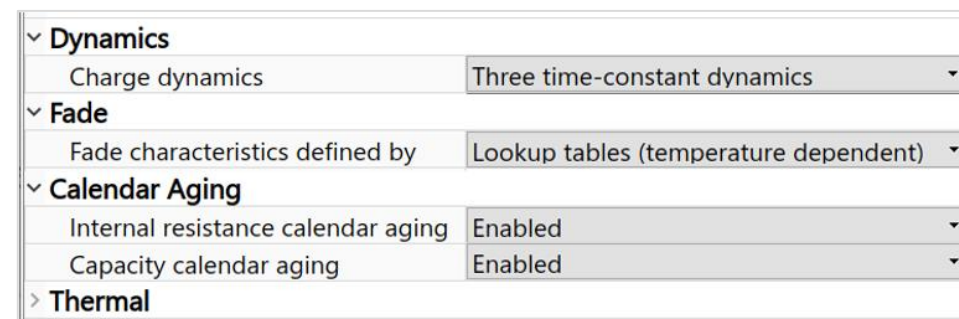 Dynamics
Charge dynamics Three time-constant dynamics
Fade
Fade characteristics defined by Lookup tables (temperature dependent)
Calendar Aging
Internal resistance calendar aging Enabled
Capacity calendar aging Enabled
Thermal